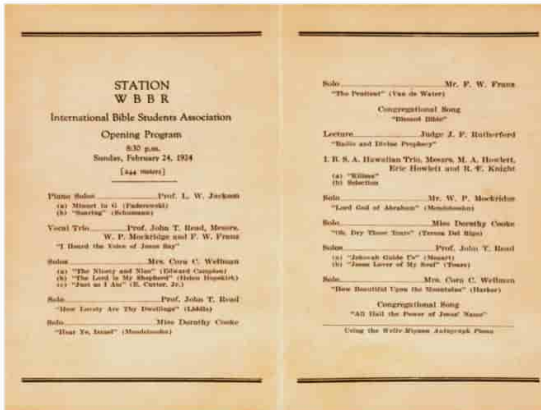 STATION
W B B R
International Bible Students Association
Opening Program
8:30 p.m.
Sunday, February 24, 1924
[244 meters]
Piano Solos Prof. L. W. Jackson
(a) Minuet in G (Paderewski)
(b) "Soaring" (Schumann)
Vocal Trio Prof. John T. Read, Messrs.
W. P. Mockridge and F. W. Franz
"I Heard the Voice of Jesus Say"
Solos Mrs. Cora C. Wellman
(a) "The Ninety and Nine" (Edward Campion)
(b) "The Lord is My Shepherd" (Helen Hopekirk)
(c) "Just as I Am" (E. Cutter, Jr.)
Solo Prof. John T. Read
"How Lovely Are Thy Dwellings" (Liddle)
Solo Miss Dorothy Cooke
"Hear Ye, Israel" (Mendelssohn)
Solo Mr. F. W. Franz
"The Penitent" (Van de Water)
Congregational Song
"Blessed Bible"
Lecture Judge J. F. Rutherford
"Radio and Divine Prophecy"
I. B. S. A. Hawaiian Trio, Messrs. M. A. Howlett,
Eric Howlett and R. F. Knight
(a) "Kilima"
(b) Selection
Solo Mr. W. P. Mockridge
"Lord God of Abraham" (Mendelssohn)
Solo Miss Dorothy Cooke
"Oh, Dry Those Tears" (Teresa Del Riego)
Solos Prof. John T. Read
(a) "Jehovah Guide Us" (Mozart)
(b) "Jesus Lover of My Soul" (Tours)
Solo Mrs. Cora C. Wellman
"How Beautiful Upon the Mountains" (Harker)
Congregational Song
"All Hail the Power of Jesus' Name"
Using the Welte-Mignon Autograph Piano